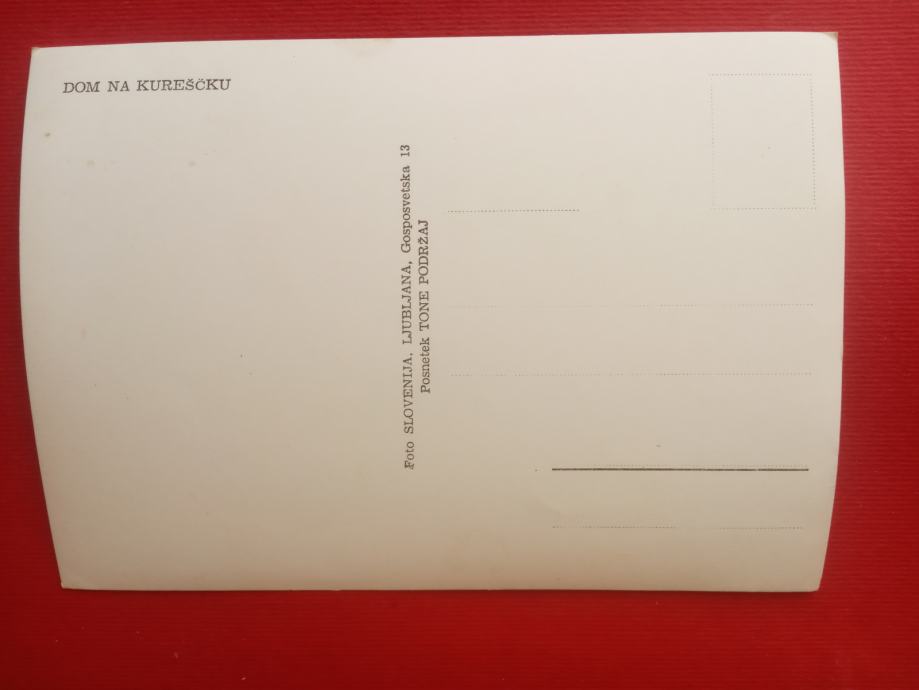 DOM NA KUREŠČKU
Foto SLOVENIJA, LJUBLJANA, Gosposvetska 13
Posnetek TONE PODRŽAJ